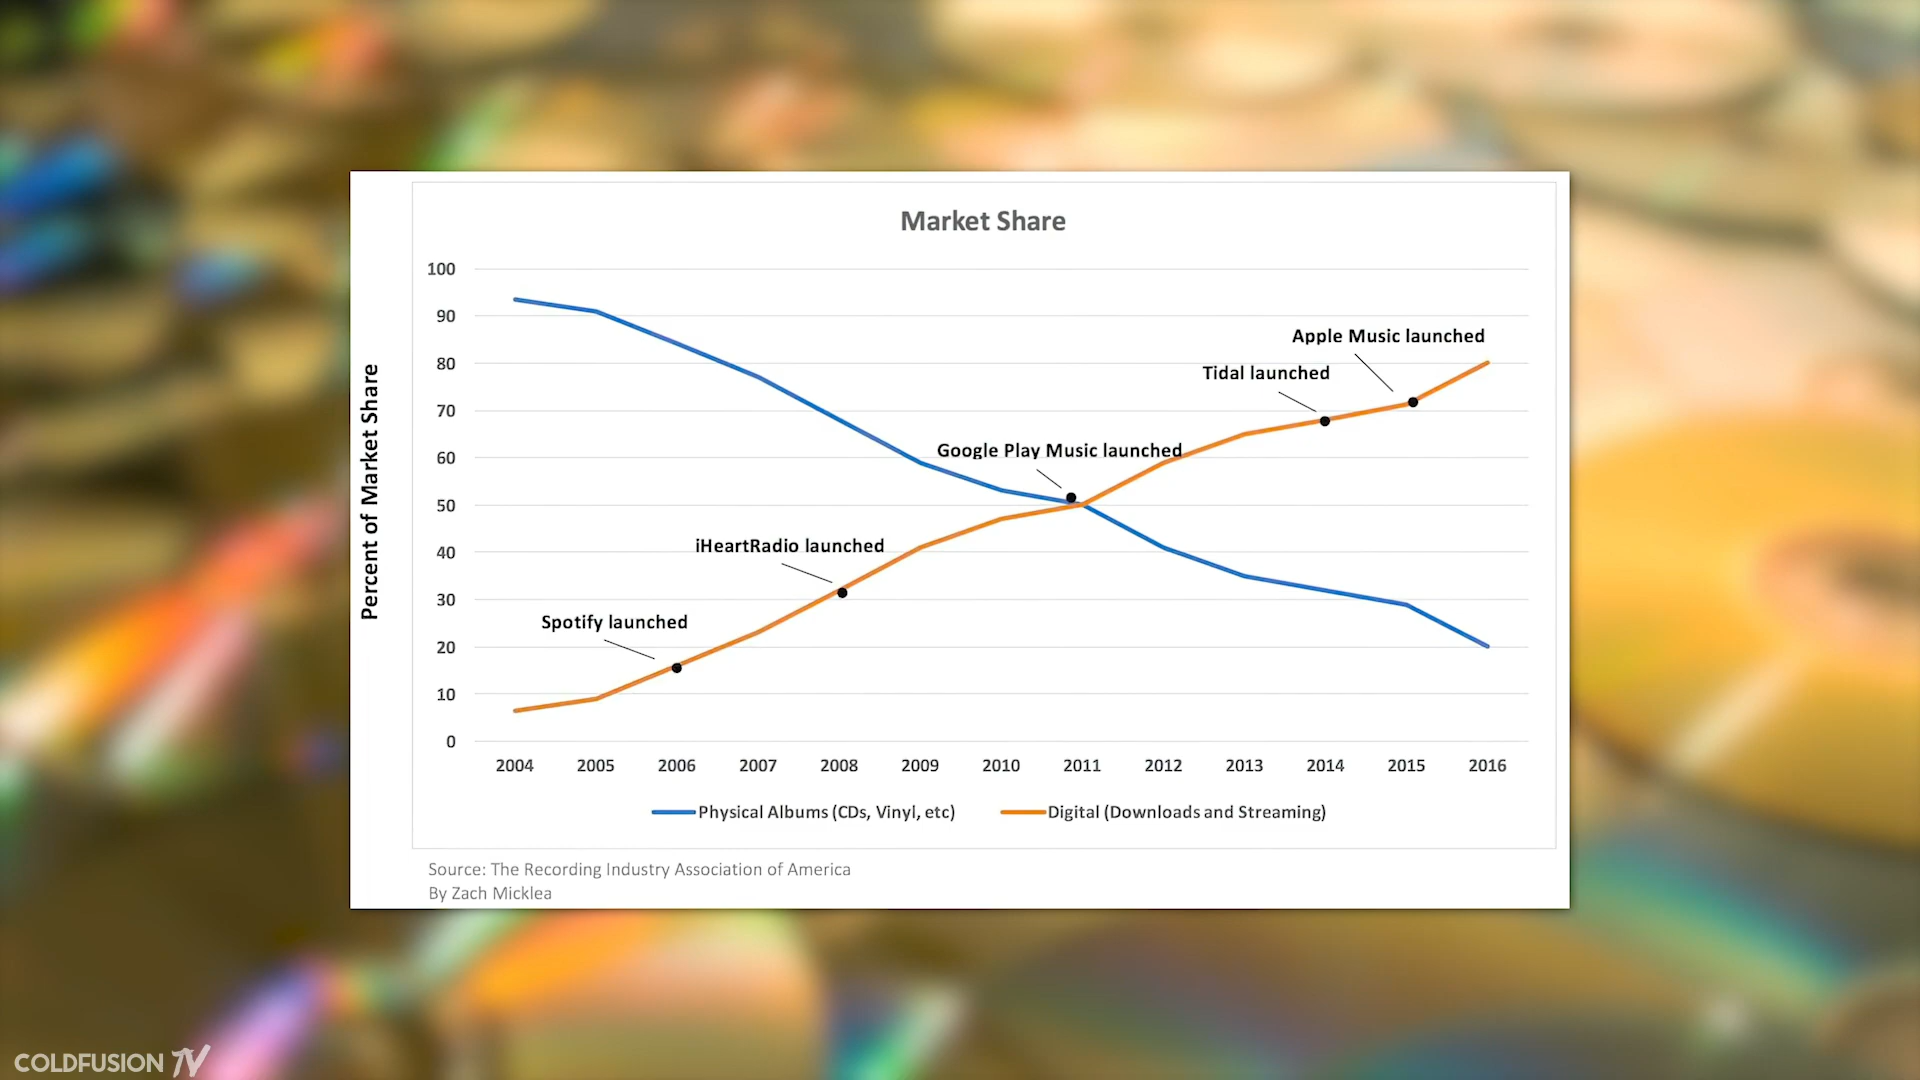 Market Share
Percent of Market Share
100
90
80
70
60
50
40
30
20
10
0
Apple Music launched
Tidal launched
Google Play Music launched
iHeartRadio launched
Spotify launched
2004 2005 2006 2007 2008 2009 2010 2011 2012 2013 2014 2015 2016
Physical Albums (CDs, Vinyl, etc) Digital (Downloads and Streaming)
Source: The Recording Industry Association of America
By Zach Micklea
COLDFUSION TV